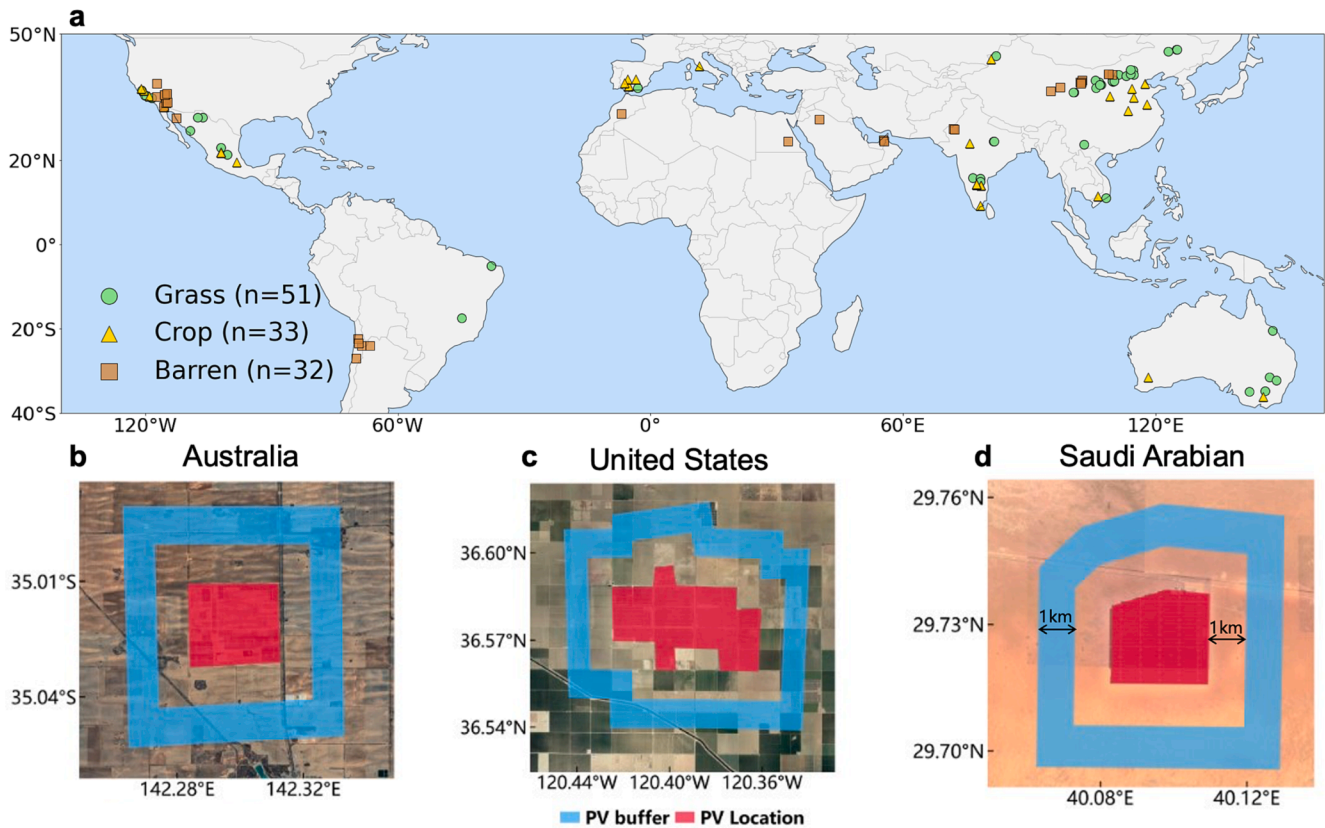 a
50°N
20°N
0°
20°S
40°S
Grass (n=51)
Crop (n=33)
Barren (n=32)
120°W 60°W 0° 60°E 120°E
b Australia
35.01°S
35.04°S
142.28°E 142.32°E
c United States
36.60°N
36.57°N
36.54°N
120.44°W 120.40°W 120.36°W
d Saudi Arabian
29.76°N
29.73°N
29.70°N
1km
1km
40.08°E 40.12°E
PV buffer PV Location